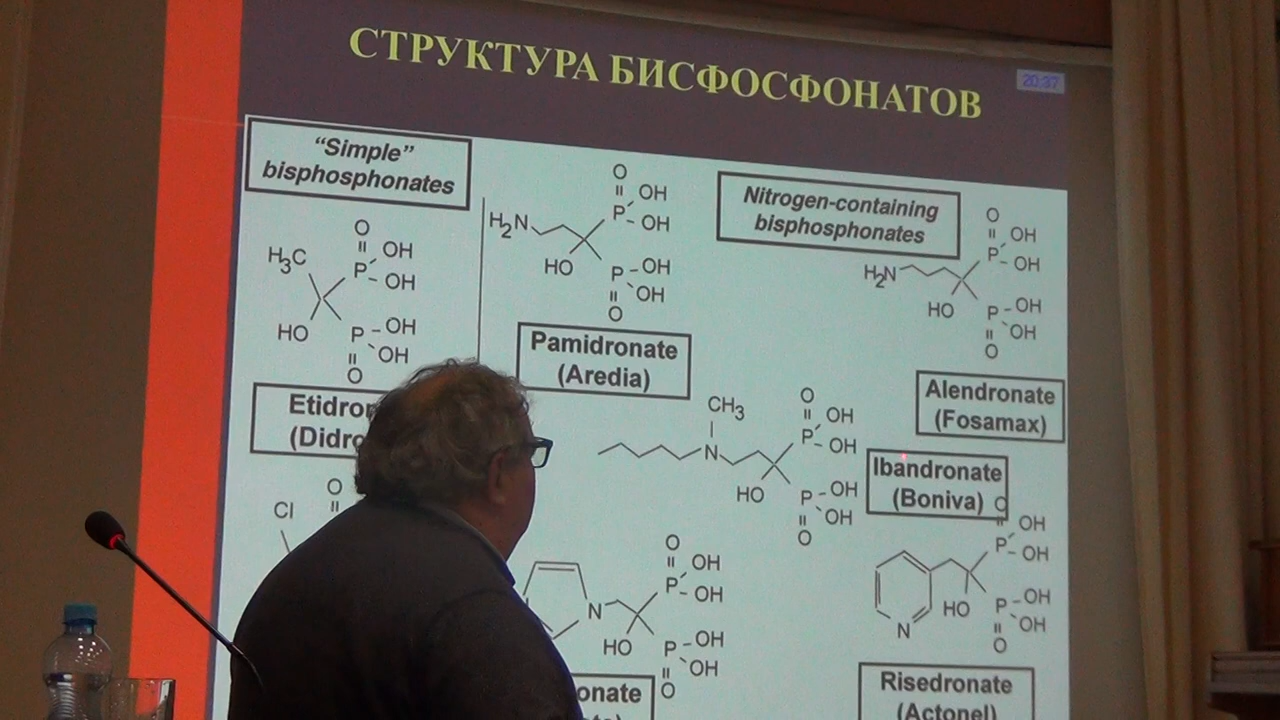 СТРУКТУРА БИСФОСФОНАТОВ
20:37
“Simple”
bisphosphonates
Nitrogen-containing
bisphosphonates
O
OH
P
OH
H₃C
HO
P
OH
OH
O
O
OH
P
OH
H₂N
HO
P
OH
OH
O
O
OH
P
OH
H₂N
HO
P
OH
OH
O
Pamidronate
(Aredia)
Alendronate
(Fosamax)
CH₃
O
OH
P
OH
N
HO
P
OH
OH
O
Ibandronate
(Boniva)
O
Cl
O
OH
P
OH
N
HO
P
OH
OH
O
O
OH
P
OH
HO
N
P
OH
OH
O
Risedronate
(Actonel)